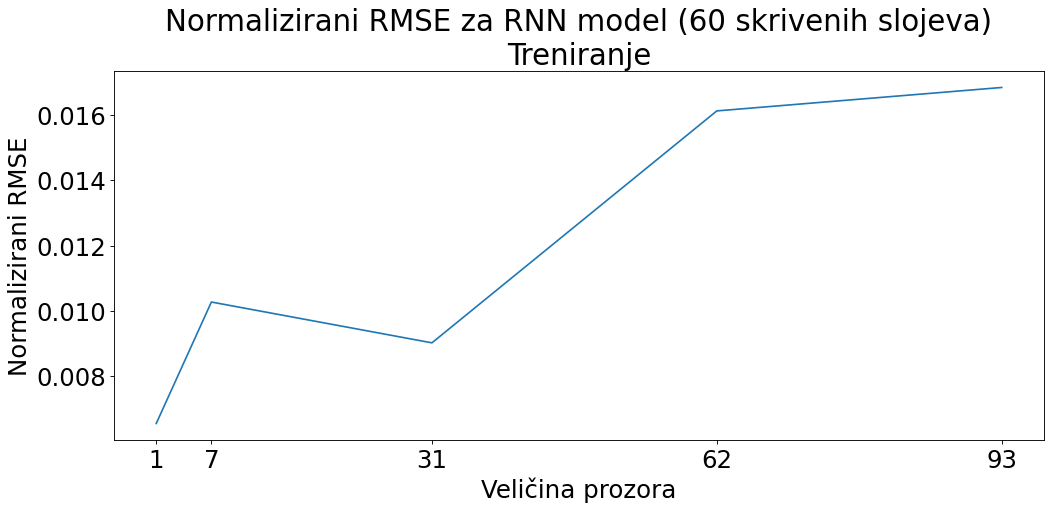 Normalizirani RMSE za RNN model (60 skrivenih slojeva)
Treniranje
Normalizirani RMSE
0.016
0.014
0.012
0.010
0.008
1 7 31 62 93
Veličina prozora